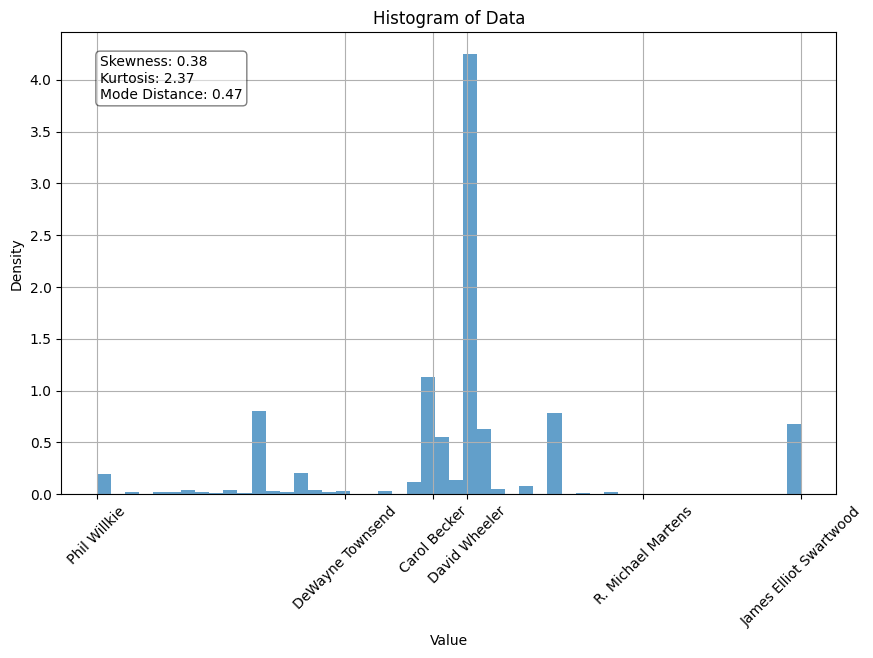 Histogram of Data
Skewness: 0.38
Kurtosis: 2.37
Mode Distance: 0.47
4.0
3.5
3.0
2.5
2.0
1.5
1.0
0.5
0.0
Density
Phil Willkie
DeWayne Townsend
Carol Becker
David Wheeler
R. Michael Martens
James Elliot Swartwood
Value